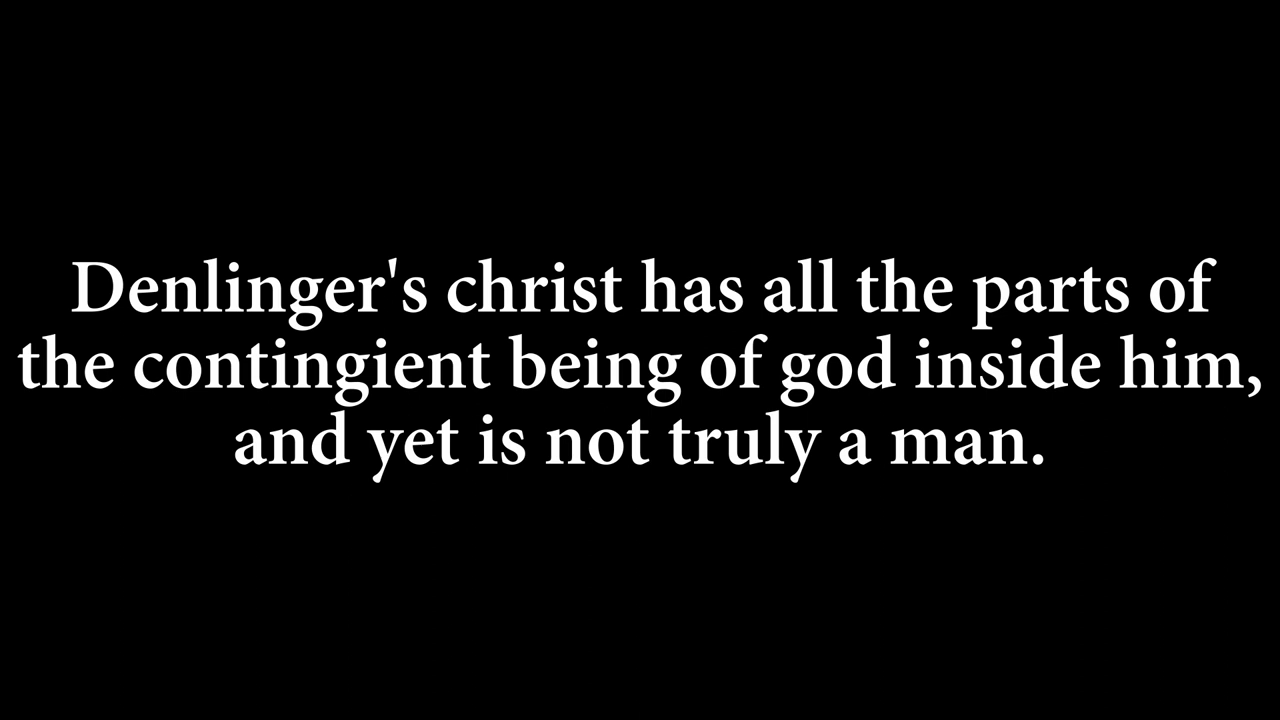 Denlinger's christ has all the parts of
the contingient being of god inside him,
and yet is not truly a man.